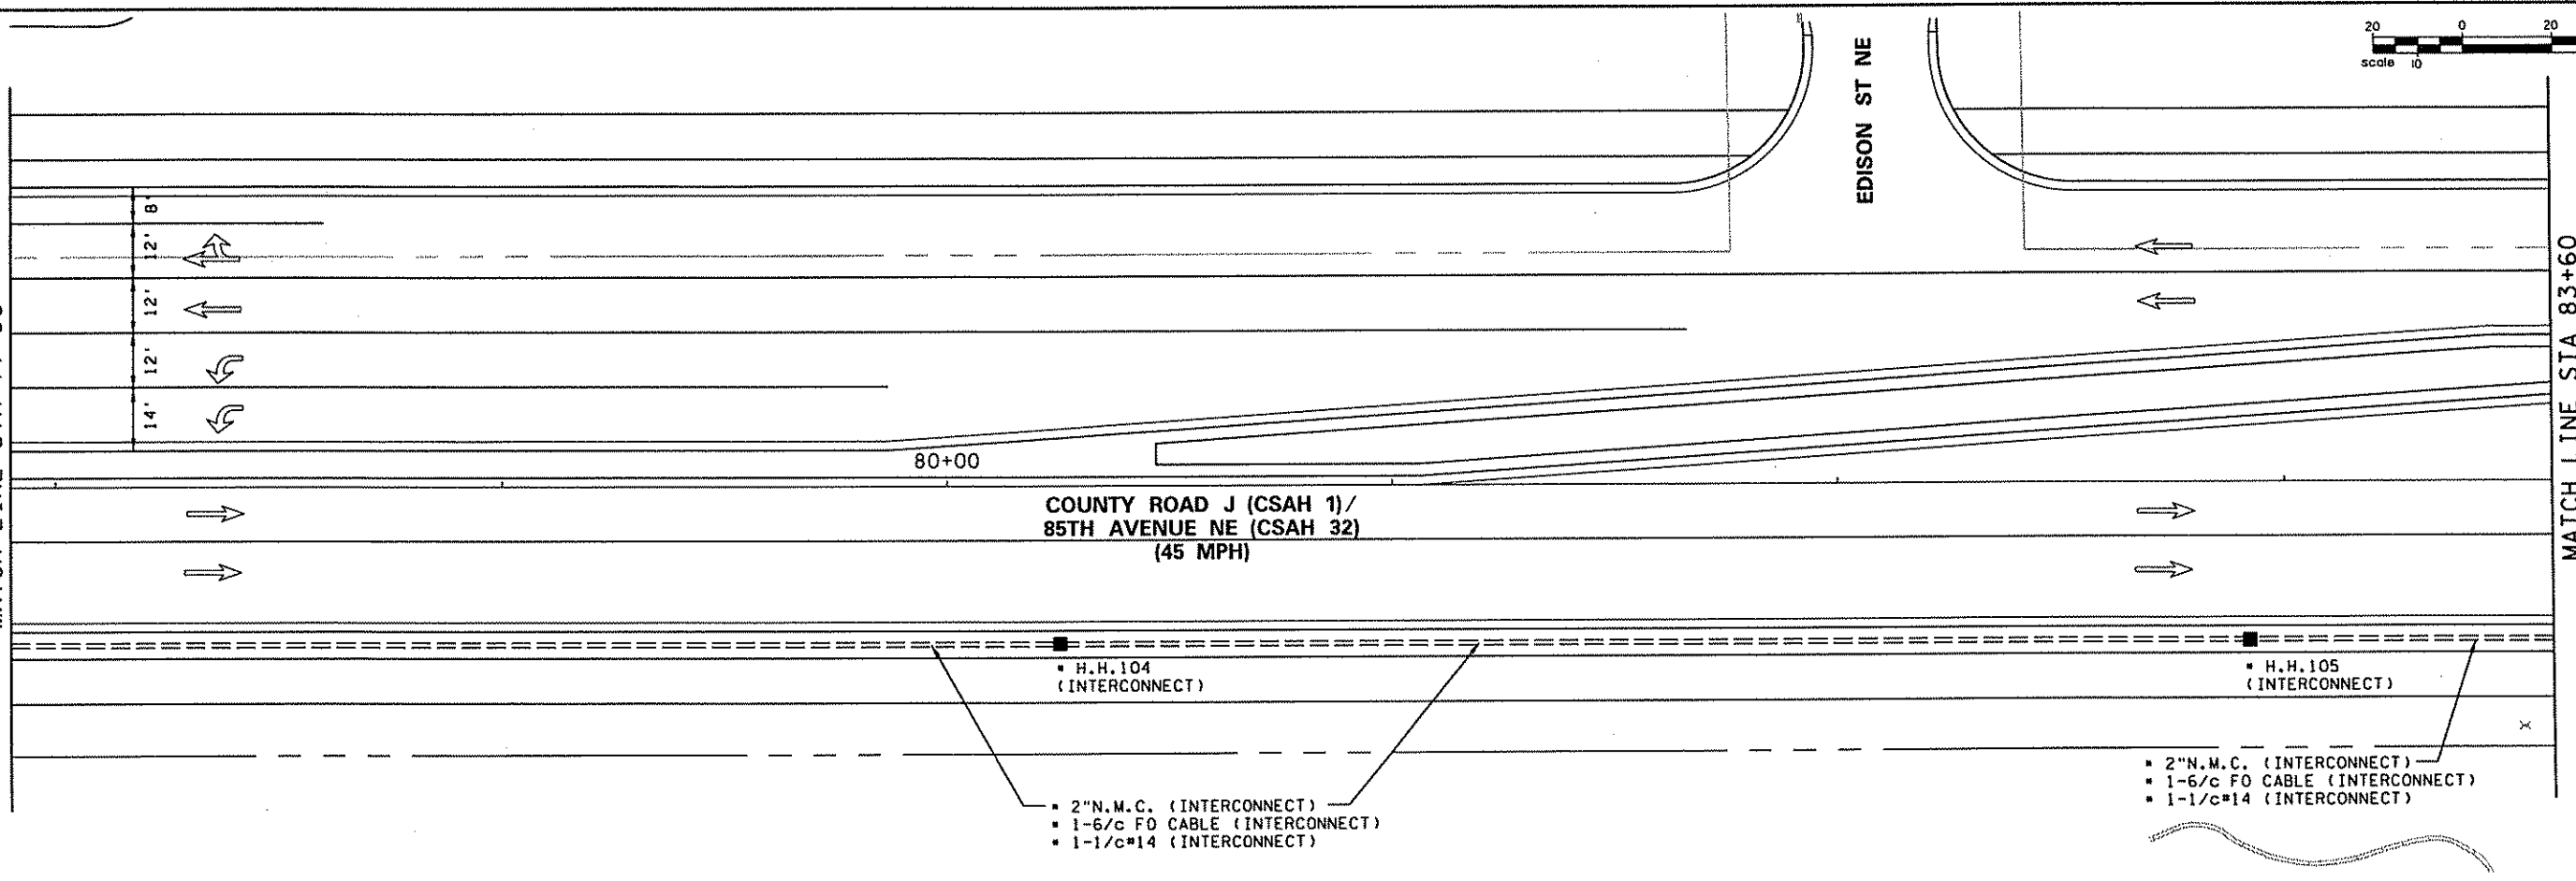 20 0 20
scale 10
EDISON ST NE
8'
12'
12'
12'
14'
MATCH LINE STA 83+60
80+00
COUNTY ROAD J (CSAH 1)/
85TH AVENUE NE (CSAH 32)
(45 MPH)
* H.H.104
(INTERCONNECT)
* H.H.105
(INTERCONNECT)
* 2"N.M.C. (INTERCONNECT)
* 1-6/c FO CABLE (INTERCONNECT)
* 1-1/c#14 (INTERCONNECT)
* 2"N.M.C. (INTERCONNECT)
* 1-6/c FO CABLE (INTERCONNECT)
* 1-1/c#14 (INTERCONNECT)